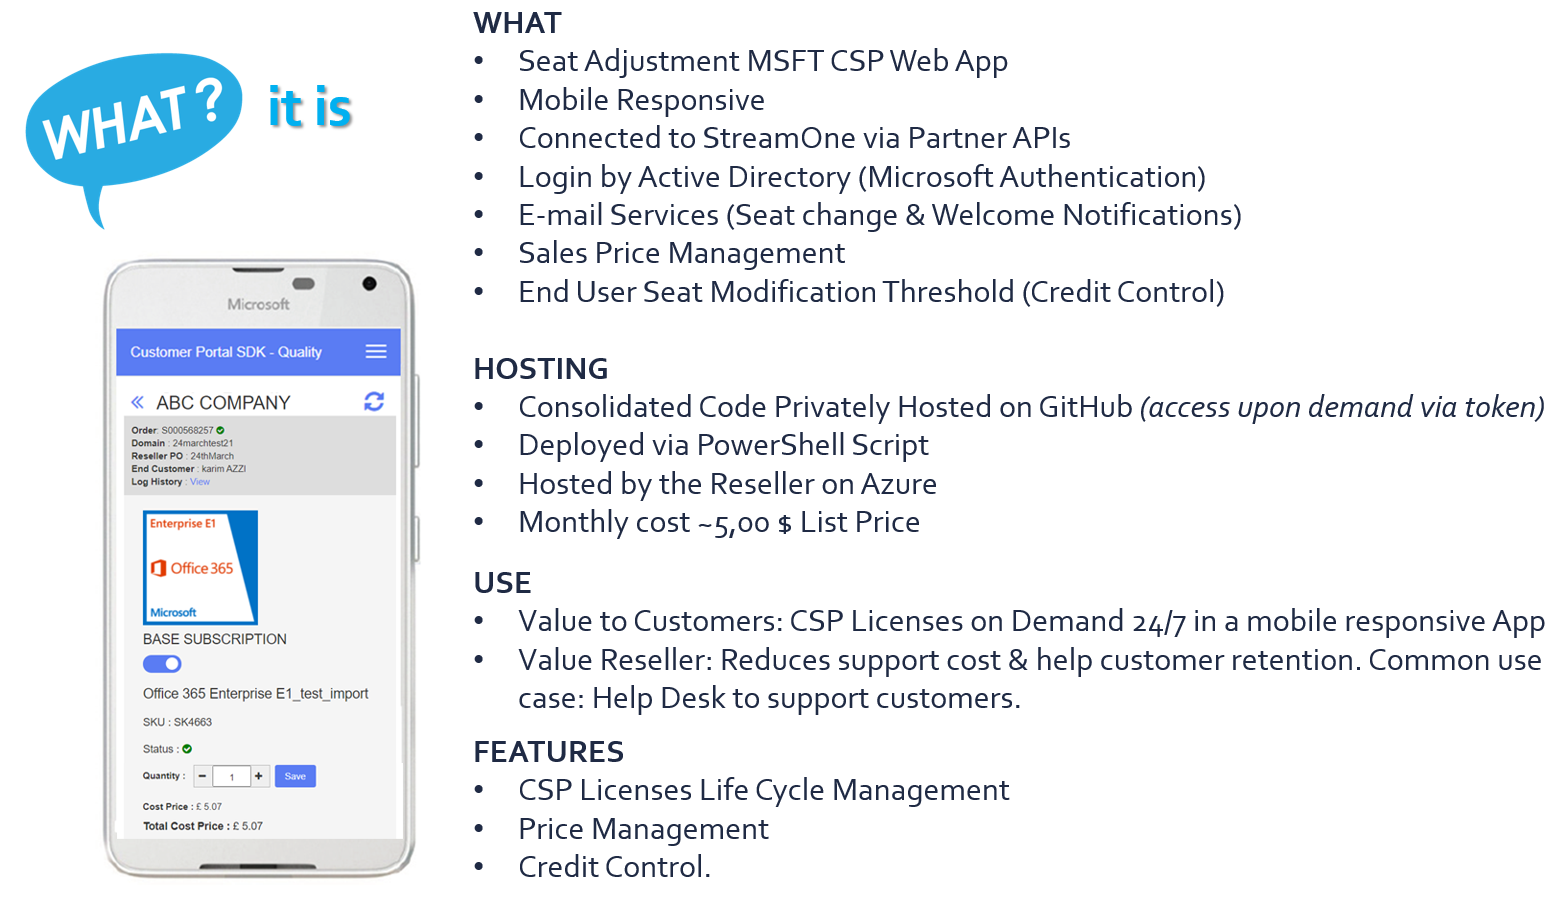 WHAT?
it is
Microsoft
Customer Portal SDK - Quality
ABC COMPANY
Order: S000568257
Domain : 24marchtest21
Reseller PO : 24thMarch
End Customer : karim AZZI
Log History : View
Enterprise E1
Office 365
Microsoft
BASE SUBSCRIPTION
Office 365 Enterprise E1_test_import
SKU : SK4663
Status :
Quantity : − 1 + Save
Cost Price : £ 5.07
Total Cost Price : £ 5.07
WHAT
• Seat Adjustment MSFT CSP Web App
• Mobile Responsive
• Connected to StreamOne via Partner APIs
• Login by Active Directory (Microsoft Authentication)
• E-mail Services (Seat change & Welcome Notifications)
• Sales Price Management
• End User Seat Modification Threshold (Credit Control)
HOSTING
• Consolidated Code Privately Hosted on GitHub (access upon demand via token)
• Deployed via PowerShell Script
• Hosted by the Reseller on Azure
• Monthly cost ~5,00 $ List Price
USE
• Value to Customers: CSP Licenses on Demand 24/7 in a mobile responsive App
• Value Reseller: Reduces support cost & help customer retention. Common use
case: Help Desk to support customers.
FEATURES
• CSP Licenses Life Cycle Management
• Price Management
• Credit Control.